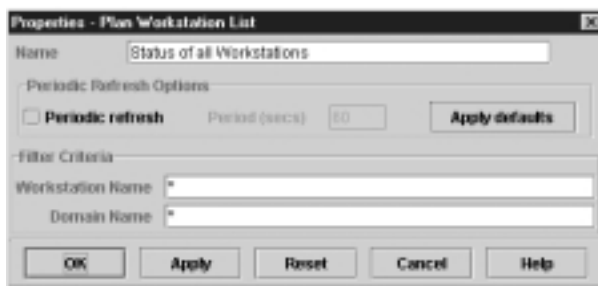 Properties - Plan Workstation List
Name Status of all Workstations
Periodic Refresh Options
Periodic refresh Period (secs) 60 Apply defaults
Filter Criteria
Workstation Name *
Domain Name *
OK Apply Reset Cancel Help